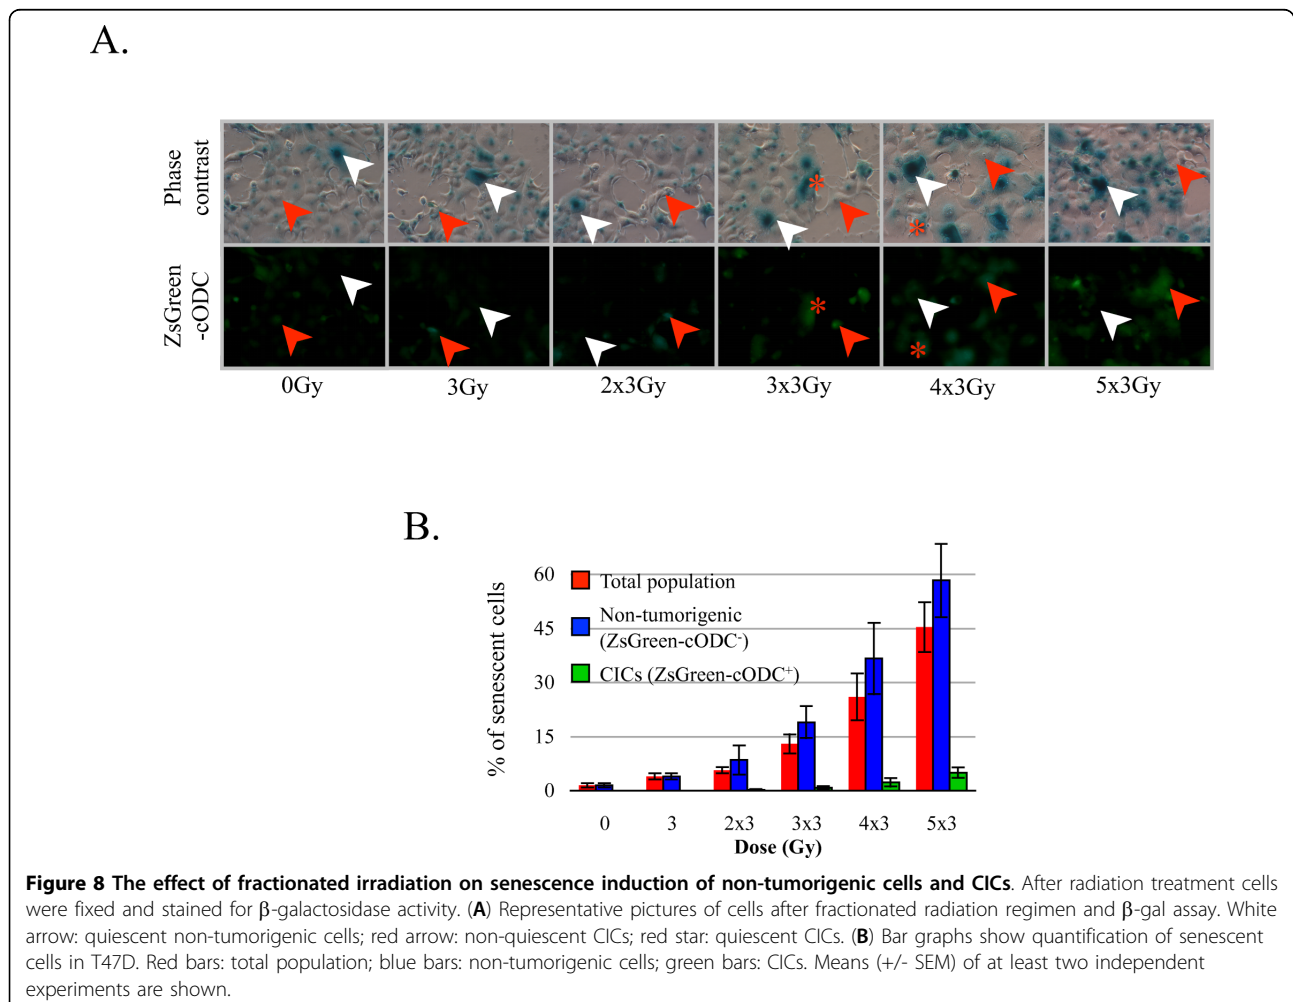 A.
Phase
contrast
ZsGreen
-cODC
0Gy 3Gy 2x3Gy 3x3Gy 4x3Gy 5x3Gy
B.
% of senescent cells
60
45
30
15
0
Total population
Non-tumorigenic
(ZsGreen-cODC⁻)
CICs (ZsGreen-cODC⁺)
0 3 2x3 3x3 4x3 5x3
Dose (Gy)
Figure 8 The effect of fractionated irradiation on senescence induction of non-tumorigenic cells and CICs. After radiation treatment cells
were fixed and stained for β-galactosidase activity. (A) Representative pictures of cells after fractionated radiation regimen and β-gal assay. White
arrow: quiescent non-tumorigenic cells; red arrow: non-quiescent CICs; red star: quiescent CICs. (B) Bar graphs show quantification of senescent
cells in T47D. Red bars: total population; blue bars: non-tumorigenic cells; green bars: CICs. Means (+/- SEM) of at least two independent
experiments are shown.